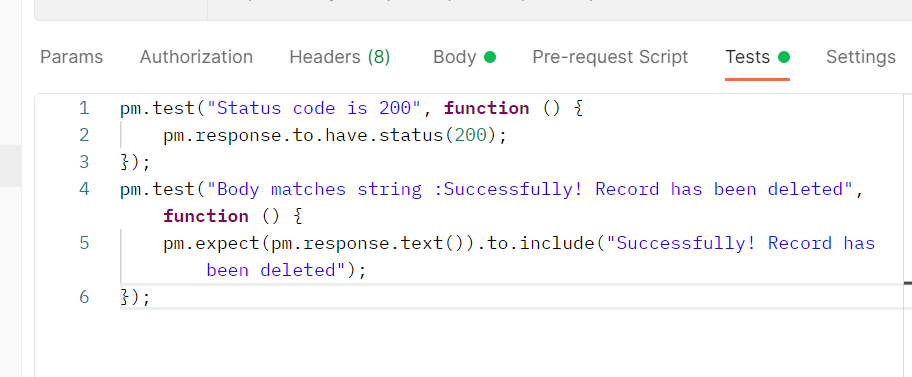 Params Authorization Headers (8) Body Pre-request Script Tests Settings
1 pm.test("Status code is 200", function () {
2 pm.response.to.have.status(200);
3 });
4 pm.test("Body matches string :Successfully! Record has been deleted",
function () {
5 pm.expect(pm.response.text()).to.include("Successfully! Record has
been deleted");
6 });